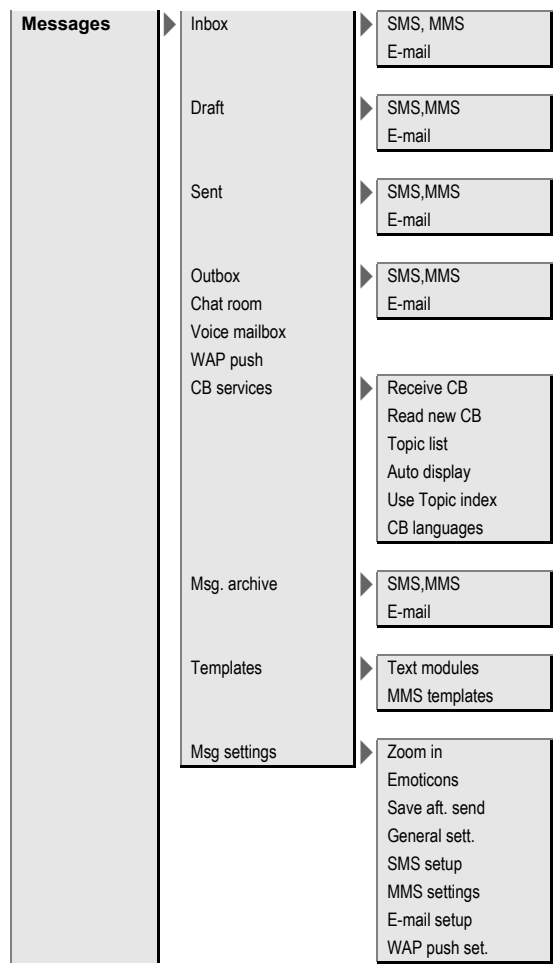 Messages
Inbox
SMS, MMS
E-mail
Draft
SMS,MMS
E-mail
Sent
SMS,MMS
E-mail
Outbox
SMS,MMS
Chat room
E-mail
Voice mailbox
WAP push
CB services
Receive CB
Read new CB
Topic list
Auto display
Use Topic index
CB languages
Msg. archive
SMS,MMS
E-mail
Templates
Text modules
MMS templates
Msg settings
Zoom in
Emoticons
Save aft. send
General sett.
SMS setup
MMS settings
E-mail setup
WAP push set.